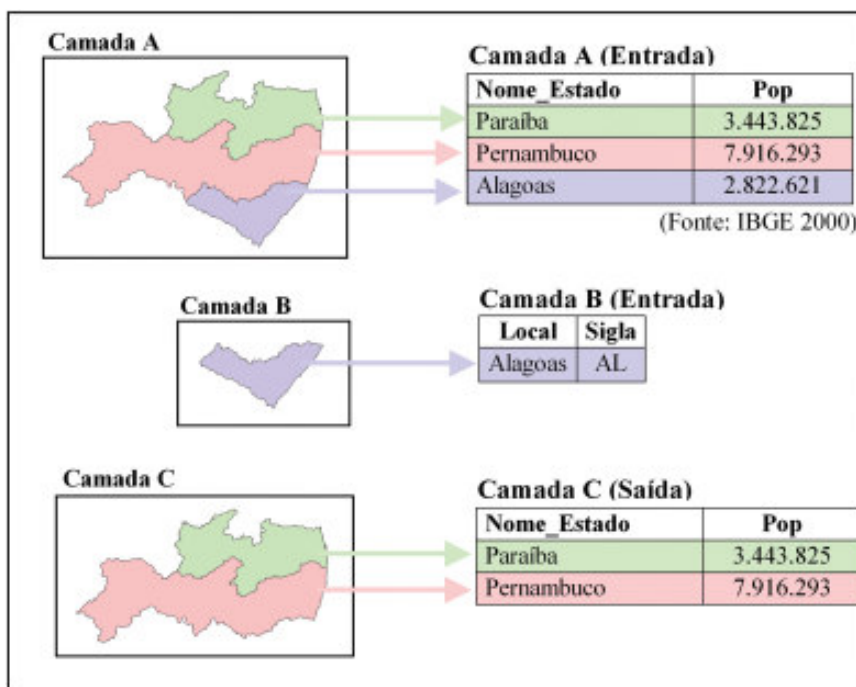 Camada A
Camada A (Entrada)
Nome_Estado Pop
Paraíba 3.443.825
Pernambuco 7.916.293
Alagoas 2.822.621
(Fonte: IBGE 2000)
Camada B
Camada B (Entrada)
Local Sigla
Alagoas AL
Camada C
Camada C (Saída)
Nome_Estado Pop
Paraíba 3.443.825
Pernambuco 7.916.293